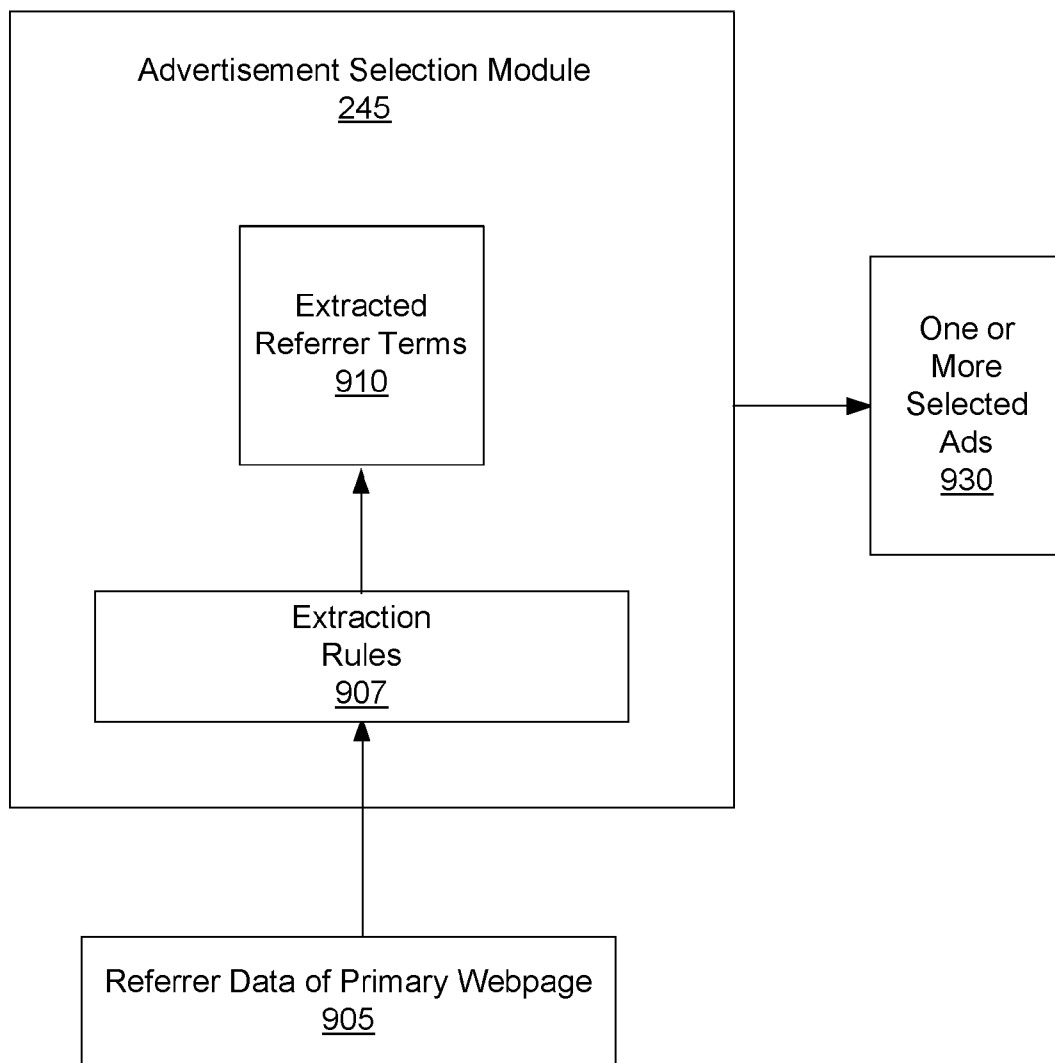 Advertisement Selection Module
245
Extracted
Referrer Terms
910
One or
More
Selected
Ads
930
Extraction
Rules
907
Referrer Data of Primary Webpage
905